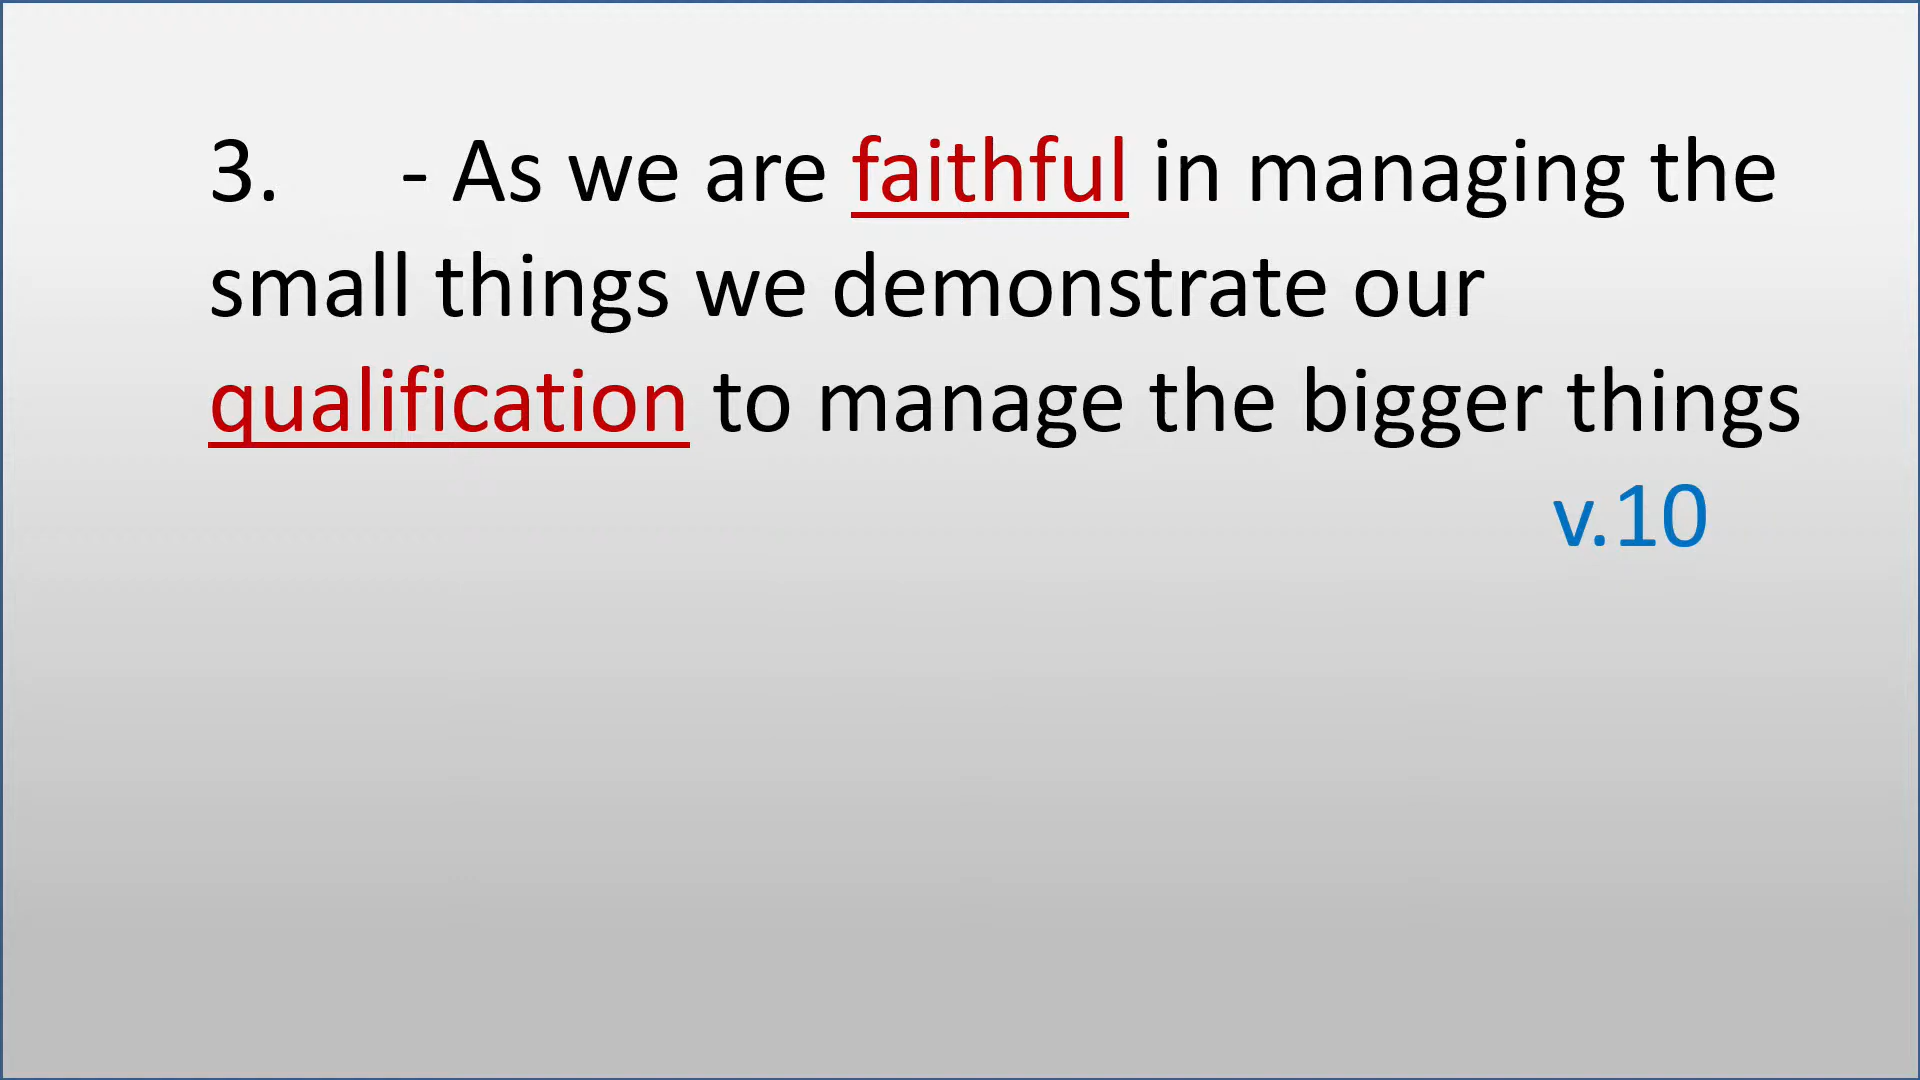 3. - As we are faithful in managing the
small things we demonstrate our
qualification to manage the bigger things
v.10